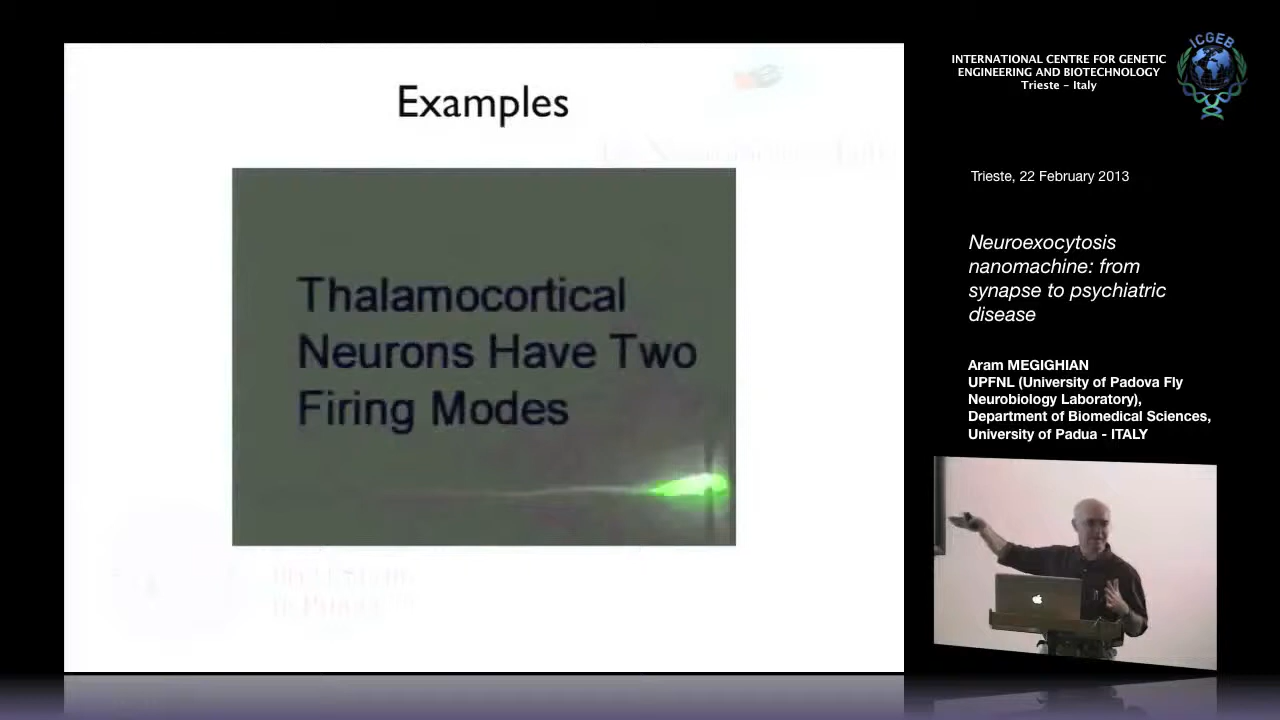 Examples
Thalamocortical
Neurons Have Two
Firing Modes
ICGEB
INTERNATIONAL CENTRE FOR GENETIC
ENGINEERING AND BIOTECHNOLOGY
Trieste - Italy
Trieste, 22 February 2013
Neuroexocytosis
nanomachine: from
synapse to psychiatric
disease
Aram MEGIGHIAN
UPFNL (University of Padova Fly
Neurobiology Laboratory),
Department of Biomedical Sciences,
University of Padua - ITALY